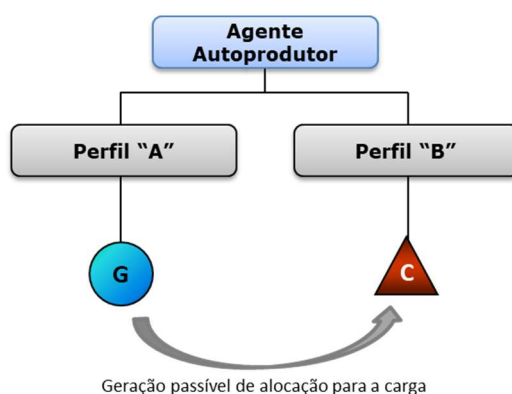 Agente
Autoprodutor
Perfil “A”
Perfil “B”
G
C
Geração passível de alocação para a carga